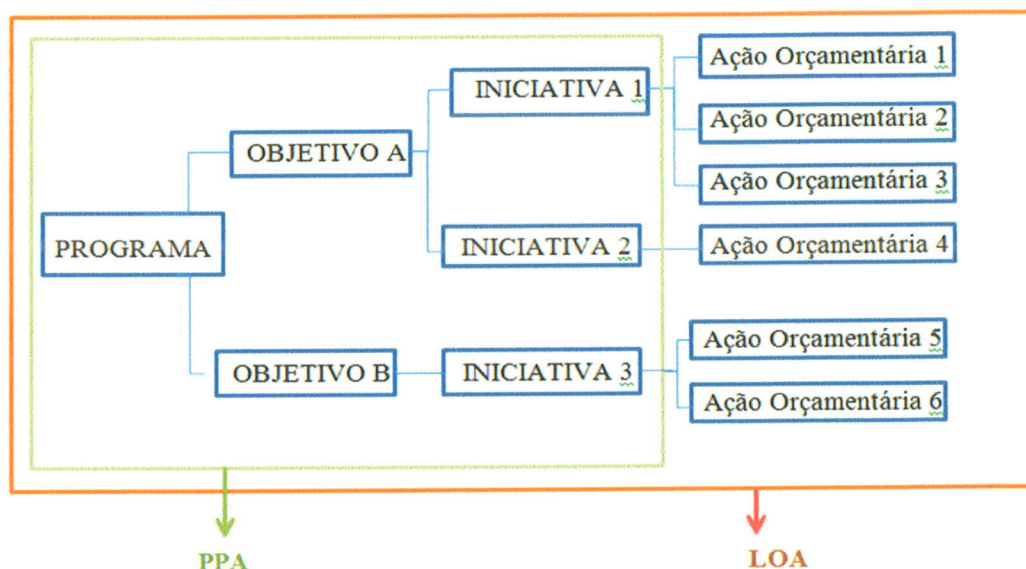 Ação Orçamentária 1
INICIATIVA 1
Ação Orçamentária 2
OBJETIVO A
Ação Orçamentária 3
PROGRAMA
INICIATIVA 2
Ação Orçamentária 4
Ação Orçamentária 5
OBJETIVO B
INICIATIVA 3
Ação Orçamentária 6
PPA
LOA